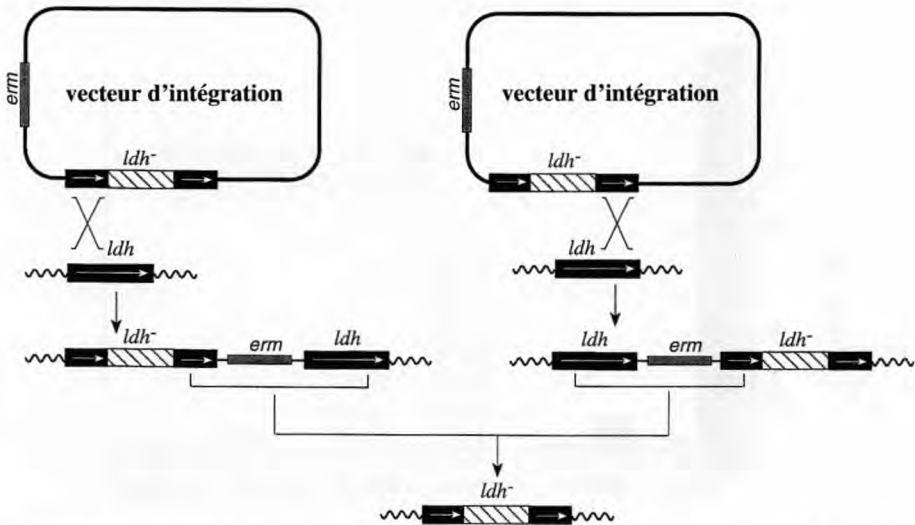 erm
vecteur d'intégration
ldh-
erm
vecteur d'intégration
ldh-
ldh
ldh
ldh-
erm
ldh
ldh
erm
ldh-
ldh-